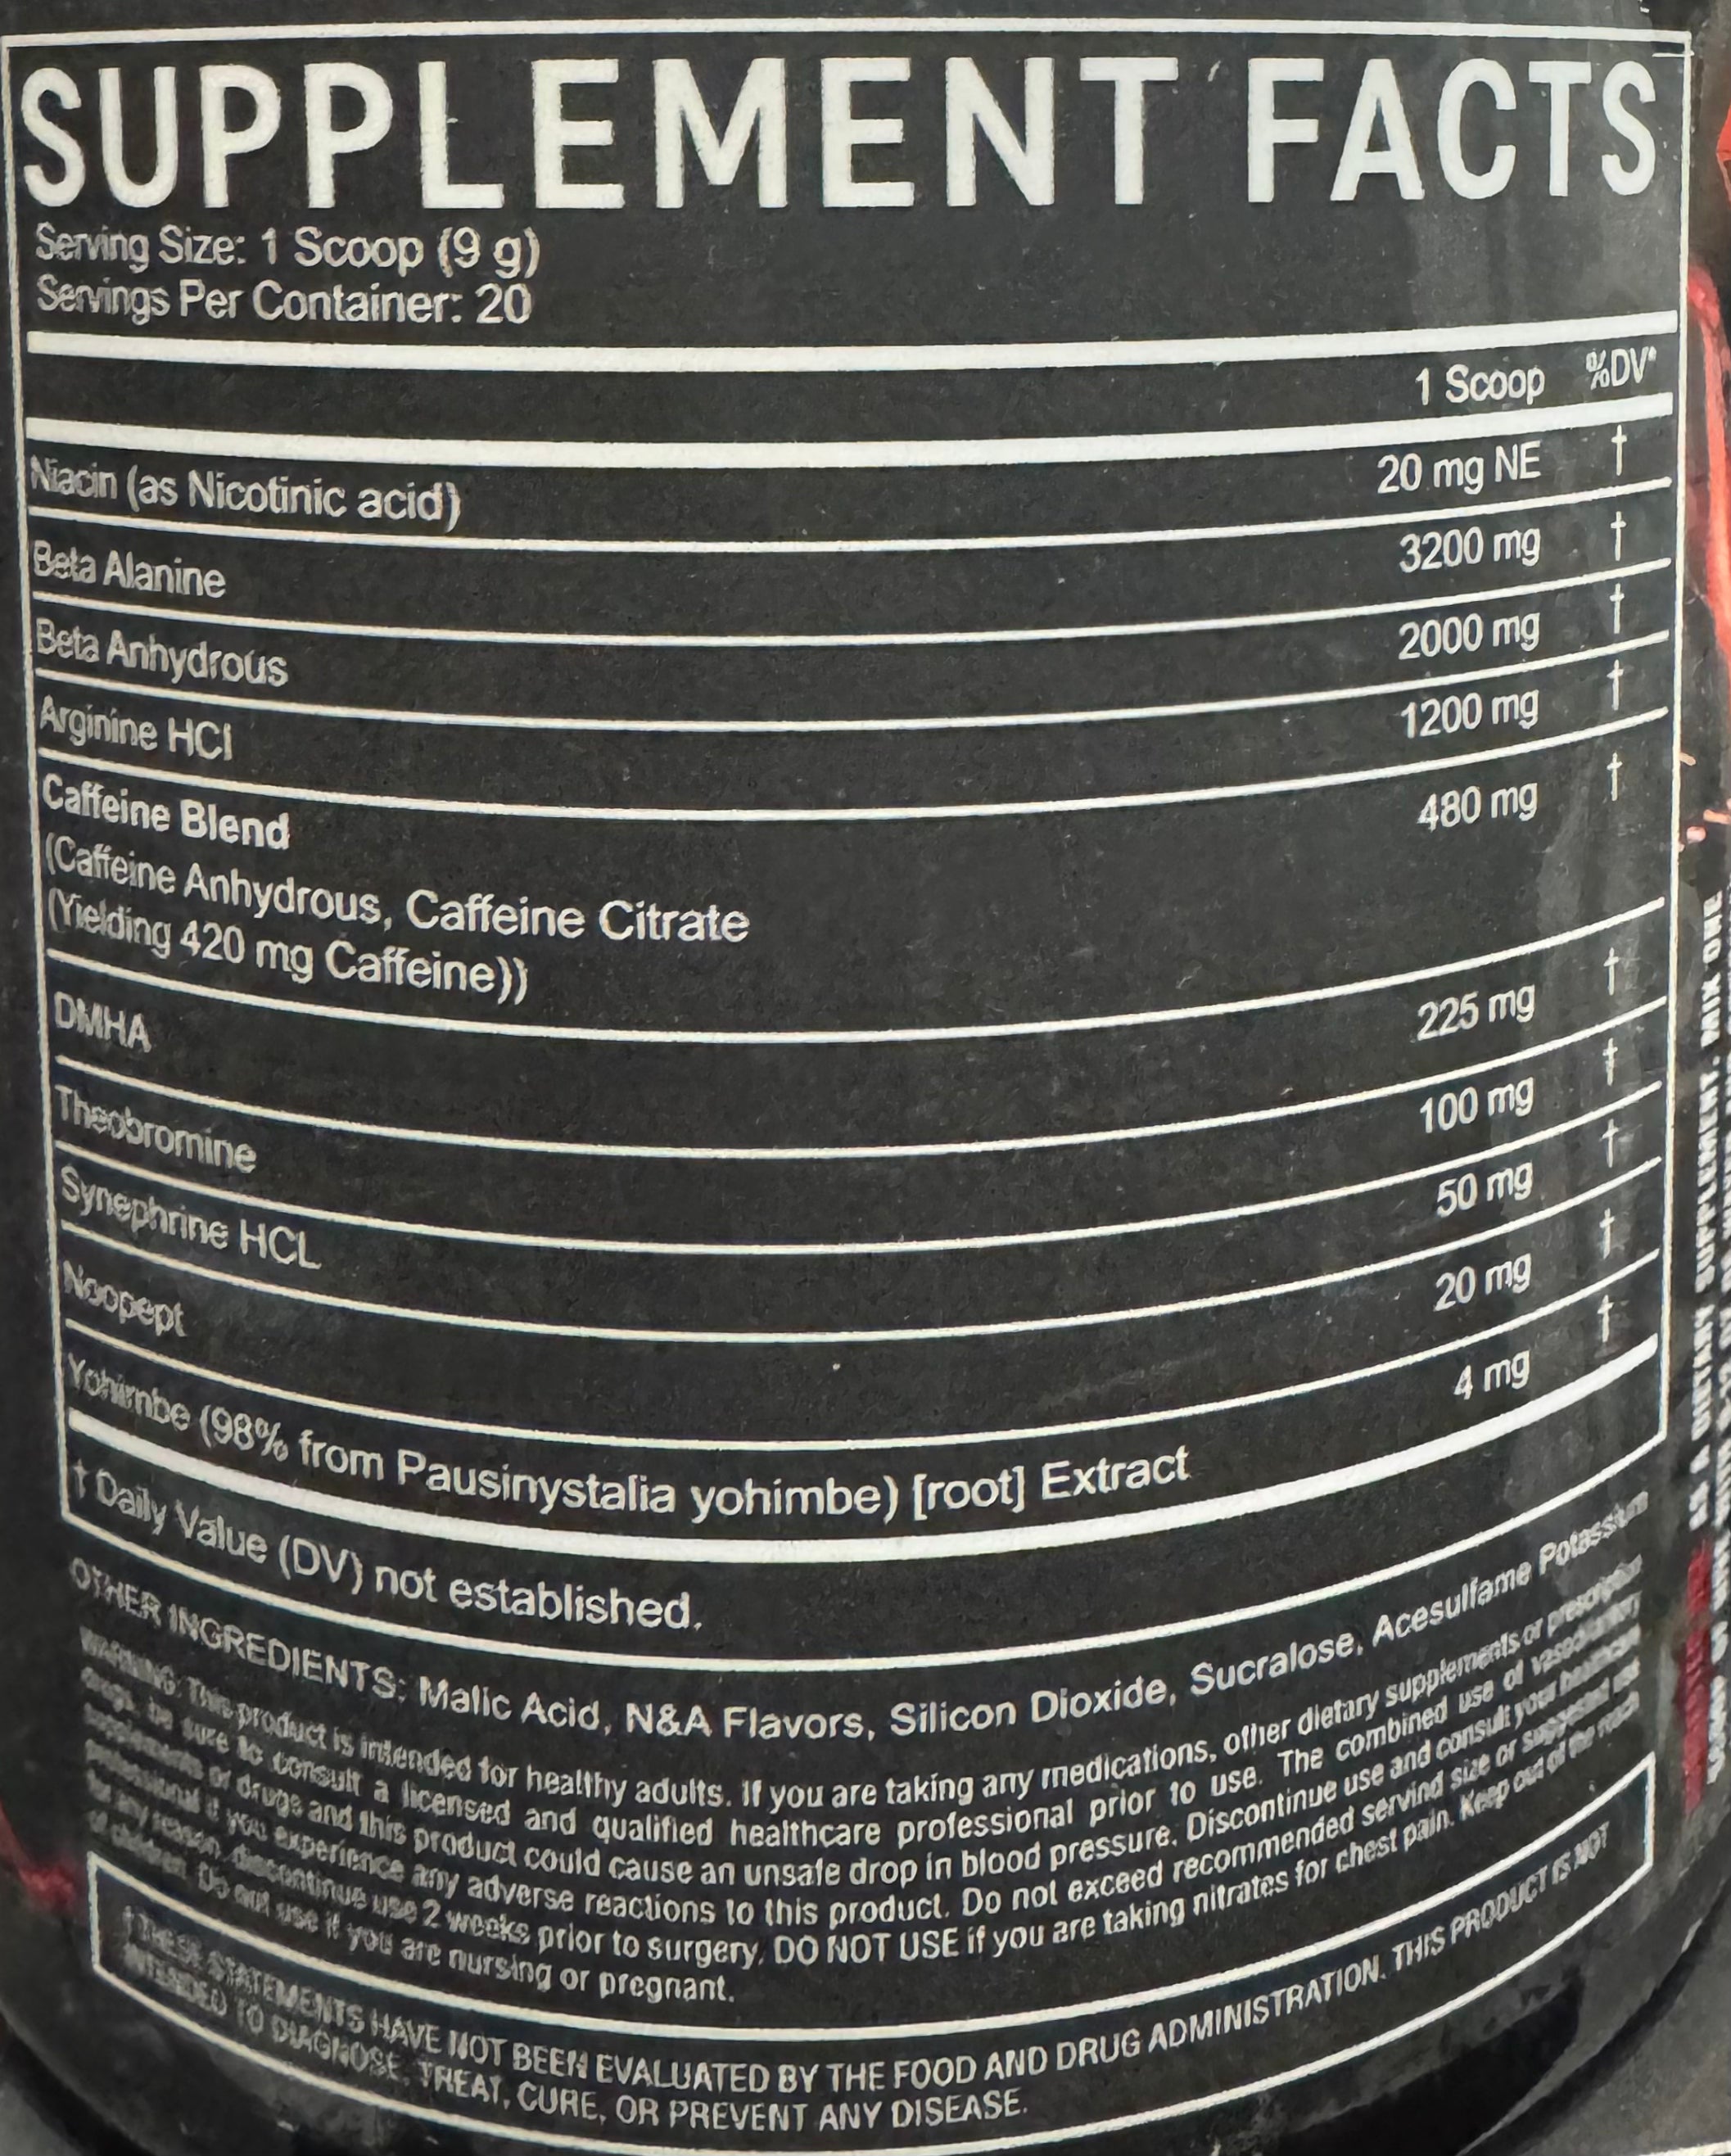 SUPPLEMENT FACTS
Serving Size: 1 Scoop (9 g)
Servings Per Container: 20
1 Scoop %DV*
Niacin (as Nicotinic acid) 20 mg NE †
Beta Alanine 3200 mg †
Beta Anhydrous 2000 mg †
Arginine HCl 1200 mg †
Caffeine Blend 480 mg †
(Caffeine Anhydrous, Caffeine Citrate
(Yielding 420 mg Caffeine))
DMHA 225 mg †
Theobromine 100 mg ‡
Synephrine HCL 50 mg †
Noopept 20 mg †
Yohimbe (98% from Pausinystalia yohimbe) [root] Extract 4 mg †
† Daily Value (DV) not established.
OTHER INGREDIENTS: Malic Acid, N&A Flavors, Silicon Dioxide, Sucralose, Acesulfame Potassium
WARNING: This product is intended for healthy adults. If you are taking any medications, other dietary supplements or prescription
drugs, be sure to consult a licensed and qualified healthcare professional prior to use. The combined use of vasodilatory
supplements or drugs and this product could cause an unsafe drop in blood pressure. Discontinue use and consult your healthcare
professional if you experience any adverse reactions to this product. Do not exceed recommended servind size or suggested use
for any reason, discontinue use 2 weeks prior to surgery, DO NOT USE if you are taking nitrates for chest pain. Keep out of the reach
of children. Do not use if you are nursing or pregnant.
† THESE STATEMENTS HAVE NOT BEEN EVALUATED BY THE FOOD AND DRUG ADMINISTRATION. THIS PRODUCT IS NOT
INTENDED TO DIAGNOSE, TREAT, CURE, OR PREVENT ANY DISEASE.
AS A DIETARY SUPPLEMENT, MIX ONE